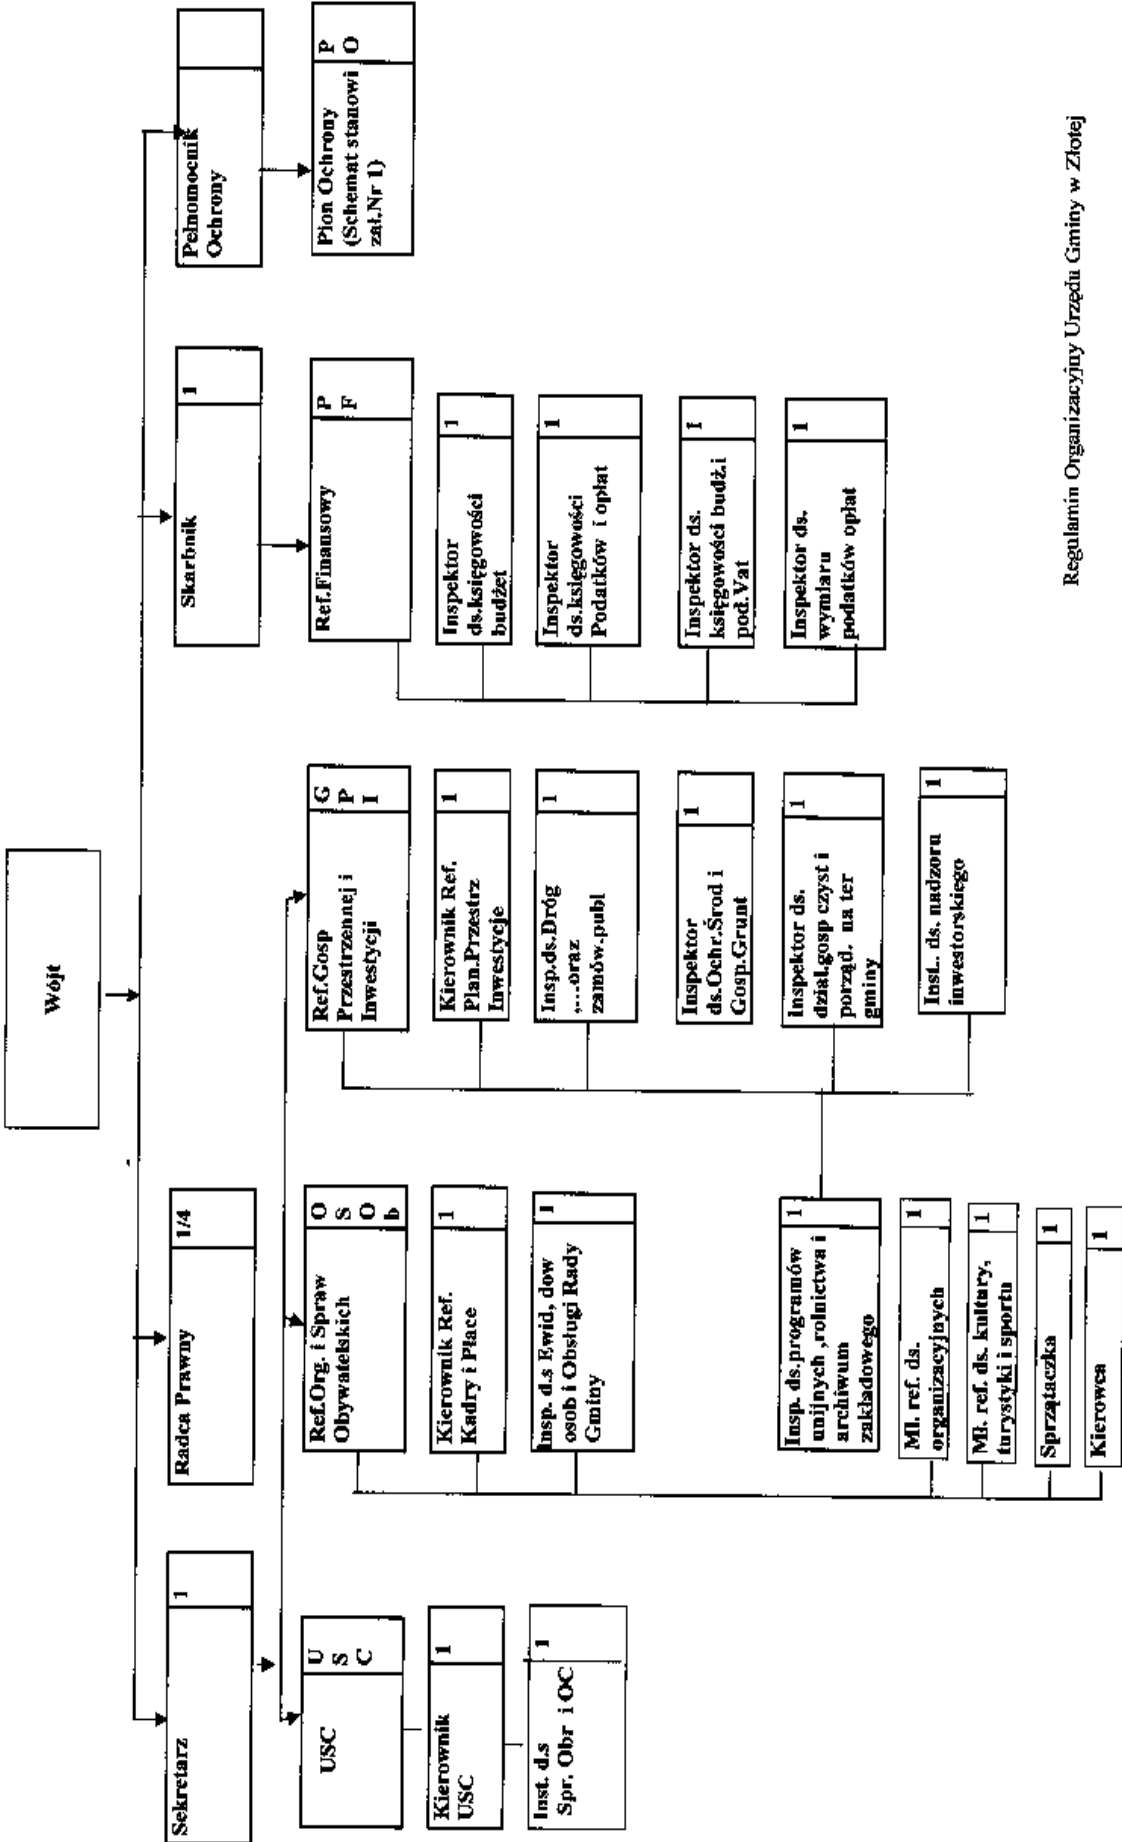 Wójt
Sekretarz
1
Radca Prawny
1/4
Skarbnik
1
Pełnomocnik
Ochrony
USC
U
S
C
Ref.Org. i Spraw
Obywatelskich
O
S
O
b
Ref.Gosp
Przestrzennej i
Inwestycji
G
P
I
Ref.Finansowy
P
F
Pion Ochrony
(Schemat stanowi
zał.Nr 1)
P
O
Kierownik
USC
1
Kierownik Ref.
Kadry i Płace
1
Kierownik Ref.
Plan.Przestrz
Inwestycje
1
Inspektor
ds.księgowości
budżet
1
Inst. d.s
Spr. Obr i OC
1
Insp. d.s Ewid, dow
osob i Obsługi Rady
Gminy
1
Insp.ds.Dróg
,...oraz
zamów.publ
1
Inspektor
ds.księgowości
Podatków i opłat
1
Inspektor
ds.Ochr.Środ i
Gosp.Grunt
1
Inspektor ds.
księgowości budż.i
pod.Vat
1
Insp. ds.programów
unijnych ,rolnictwa i
archiwum
zakładowego
1
inspektor ds.
dział.gosp czyst i
porząd. na ter
gminy
1
Inspektor ds.
wymiaru
podatków opłat
1
Mł. ref. ds.
organizacyjnych
1
Inst.. ds. nadzoru
inwestorskiego
1
Mł. ref. ds. kultury,
turystyki i sportu
1
Sprzątaczka
1
Kierowca
1
Regulamin Organizacyjny Urzędu Gminy w Złotej